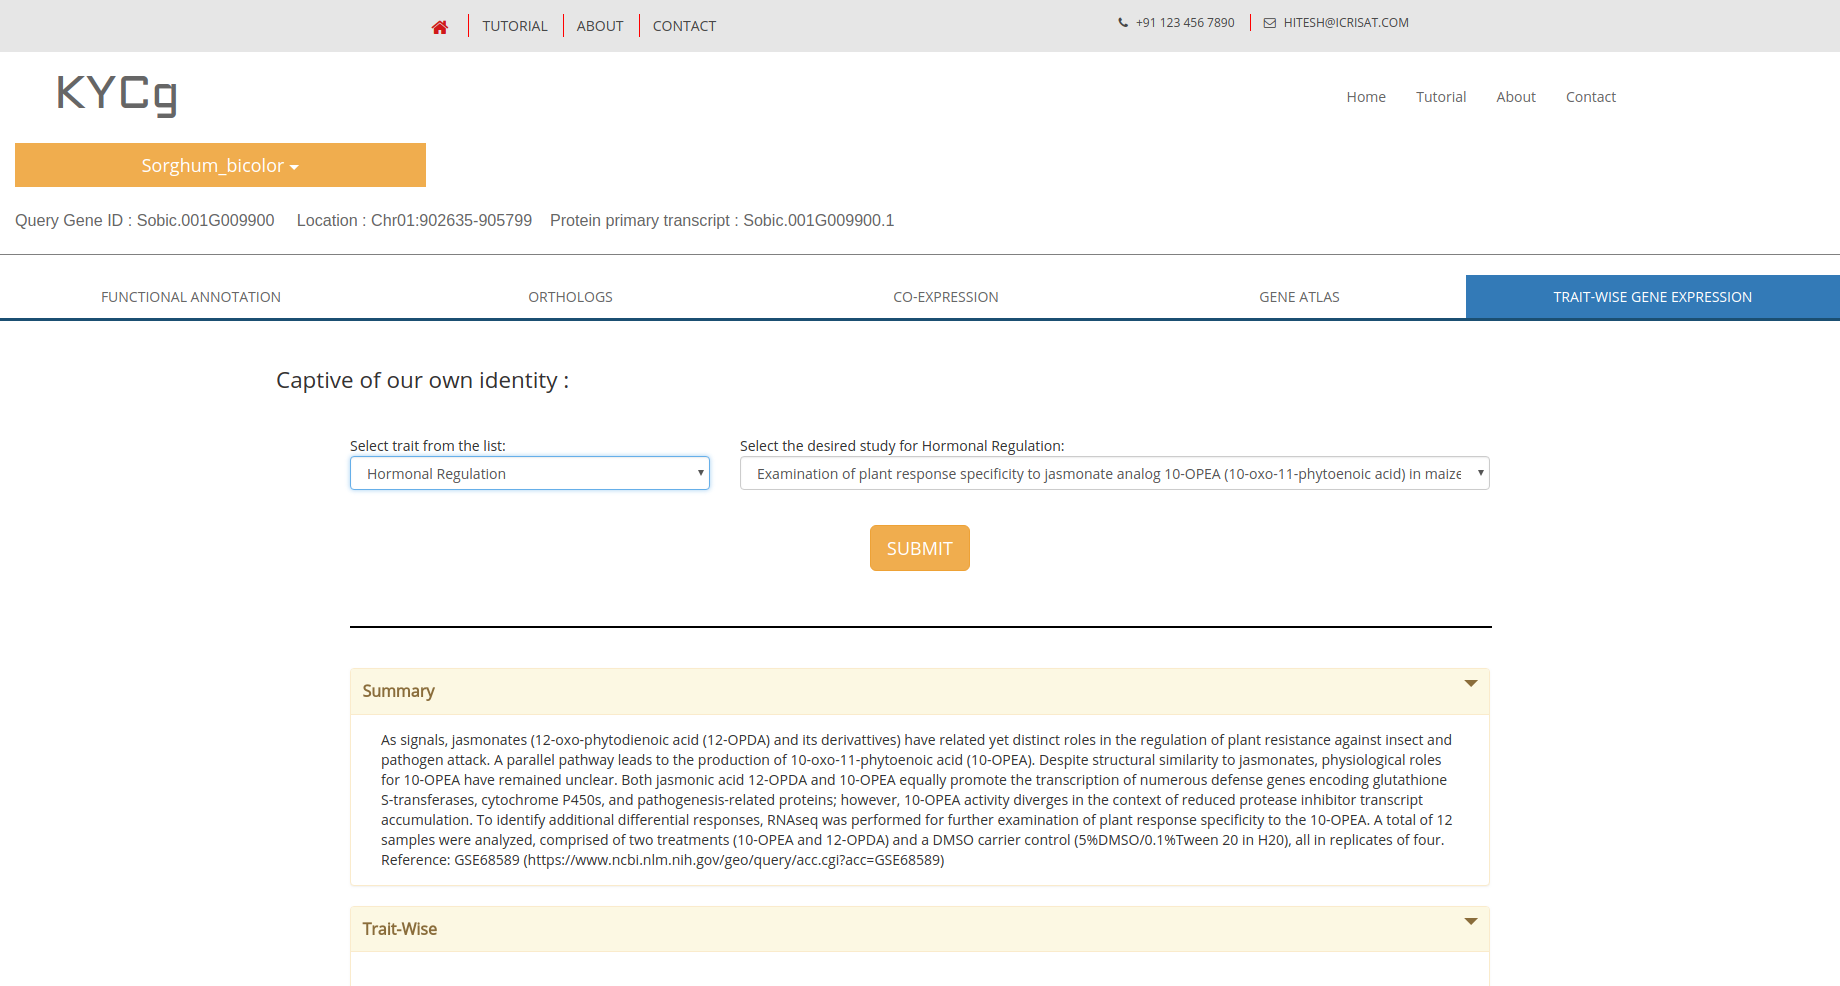 TUTORIAL ABOUT CONTACT +91 123 456 7890 HITESH@ICRISAT.COM
KYCg
Home Tutorial About Contact
Sorghum_bicolor
Query Gene ID : Sobic.001G009900 Location : Chr01:902635-905799 Protein primary transcript : Sobic.001G009900.1
FUNCTIONAL ANNOTATION ORTHOLOGS CO-EXPRESSION GENE ATLAS TRAIT-WISE GENE EXPRESSION
Captive of our own identity :
Select trait from the list: Select the desired study for Hormonal Regulation:
Hormonal Regulation Examination of plant response specificity to jasmonate analog 10-OPEA (10-oxo-11-phytoenoic acid) in maize
SUBMIT
Summary
As signals, jasmonates (12-oxo-phytodienoic acid (12-OPDA) and its derivattives) have related yet distinct roles in the regulation of plant resistance against insect and
pathogen attack. A parallel pathway leads to the production of 10-oxo-11-phytoenoic acid (10-OPEA). Despite structural similarity to jasmonates, physiological roles
for 10-OPEA have remained unclear. Both jasmonic acid 12-OPDA and 10-OPEA equally promote the transcription of numerous defense genes encoding glutathione
S-transferases, cytochrome P450s, and pathogenesis-related proteins; however, 10-OPEA activity diverges in the context of reduced protease inhibitor transcript
accumulation. To identify additional differential responses, RNAseq was performed for further examination of plant response specificity to the 10-OPEA. A total of 12
samples were analyzed, comprised of two treatments (10-OPEA and 12-OPDA) and a DMSO carrier control (5%DMSO/0.1%Tween 20 in H20), all in replicates of four.
Reference: GSE68589 (https://www.ncbi.nlm.nih.gov/geo/query/acc.cgi?acc=GSE68589)
Trait-Wise